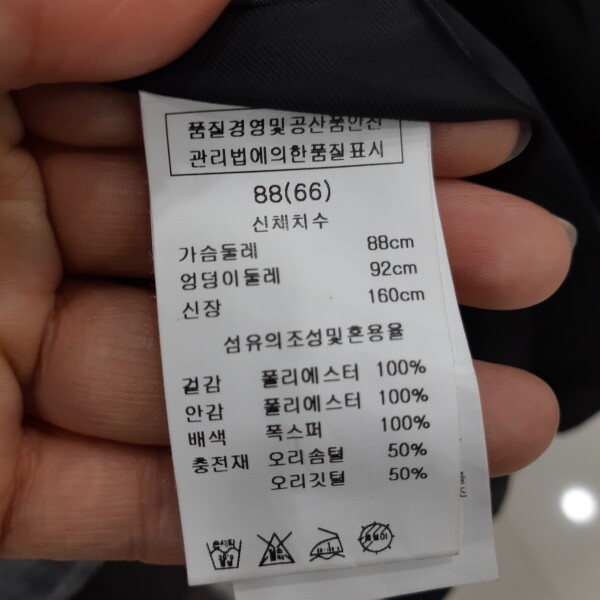 품질경영및공산품안전
관리법에의한품질표시
88(66)
신체치수
가슴둘레 88cm
엉덩이둘레 92cm
신장 160cm
섬유의조성및혼용율
겉감 폴리에스터 100%
안감 폴리에스터 100%
배색 폭스퍼 100%
충전재 오리솜털 50%
오리깃털 50%